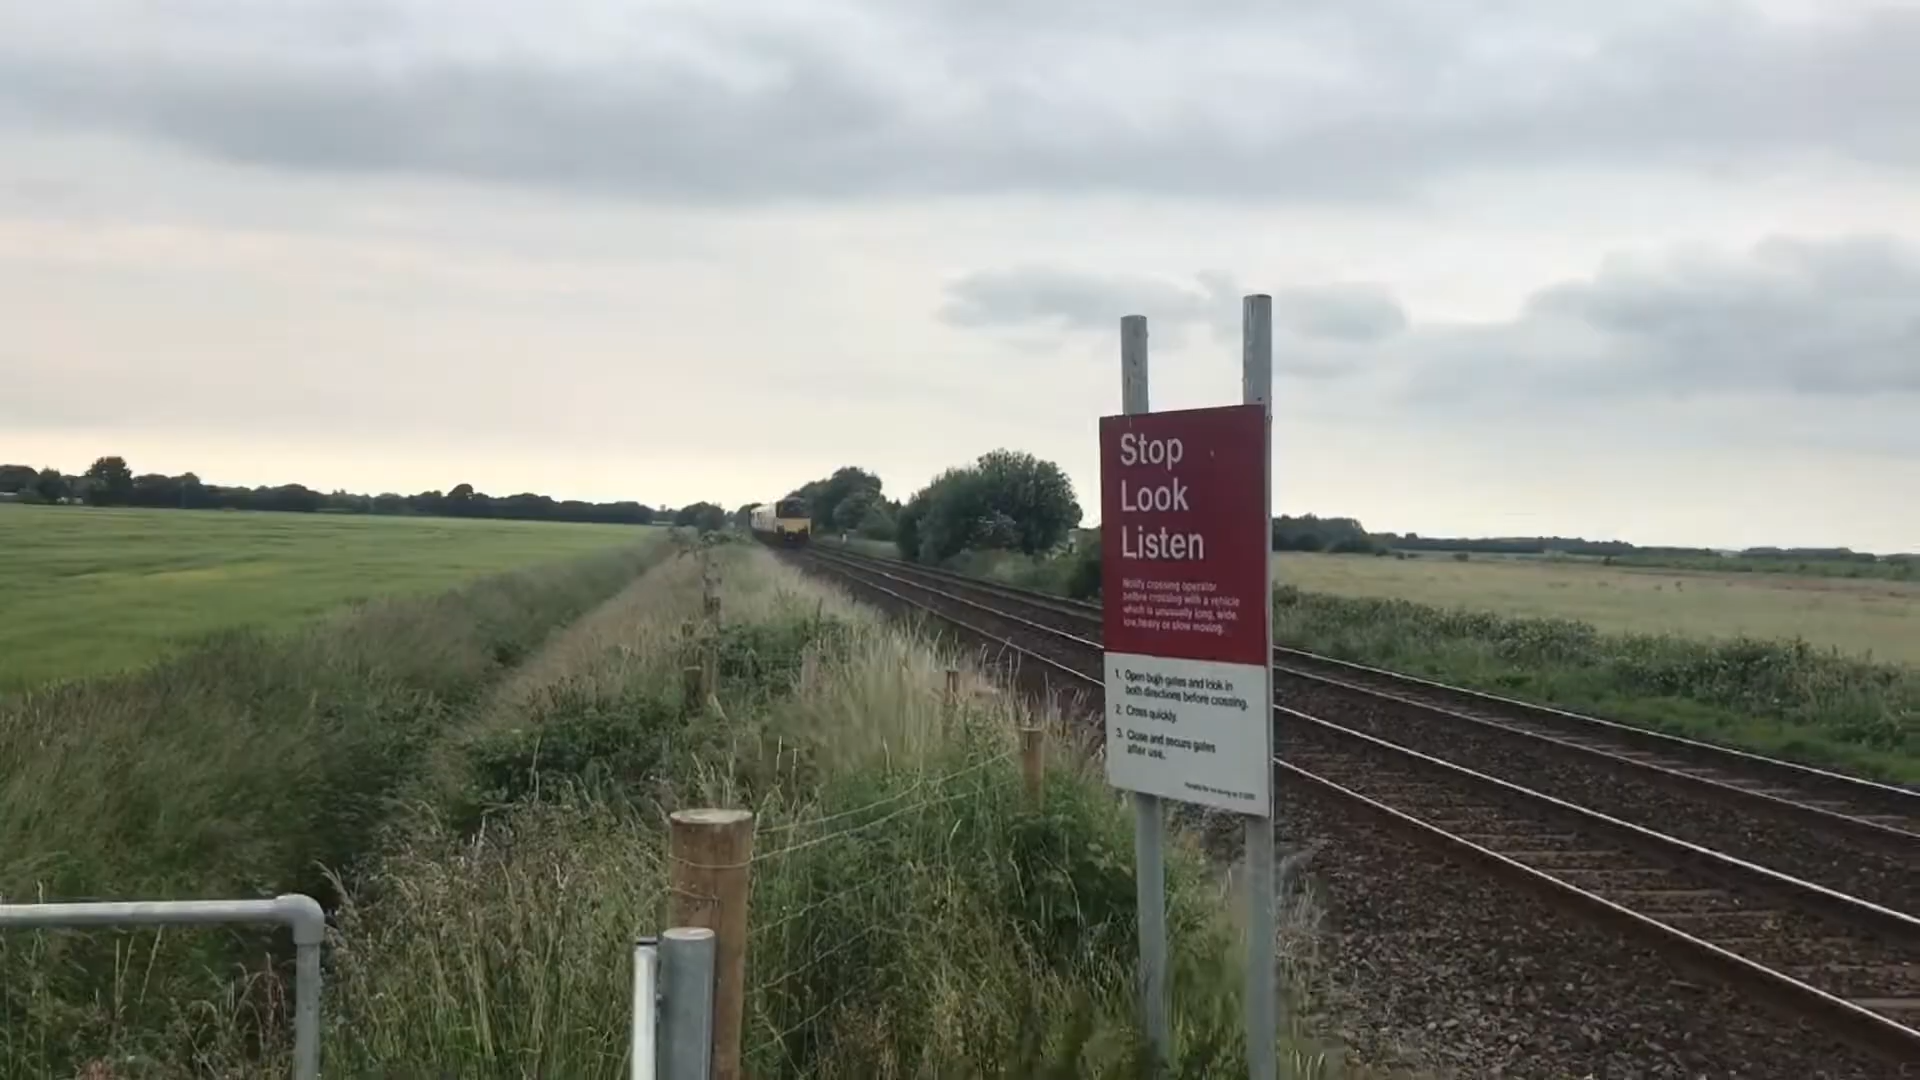 Stop
Look
Listen
Notify crossing operator
before crossing with a vehicle
which is unusually long, wide,
low, heavy or slow moving.
1. Open both gates and look in
both directions before crossing.
2. Cross quickly.
3. Close and secure gates
after use.